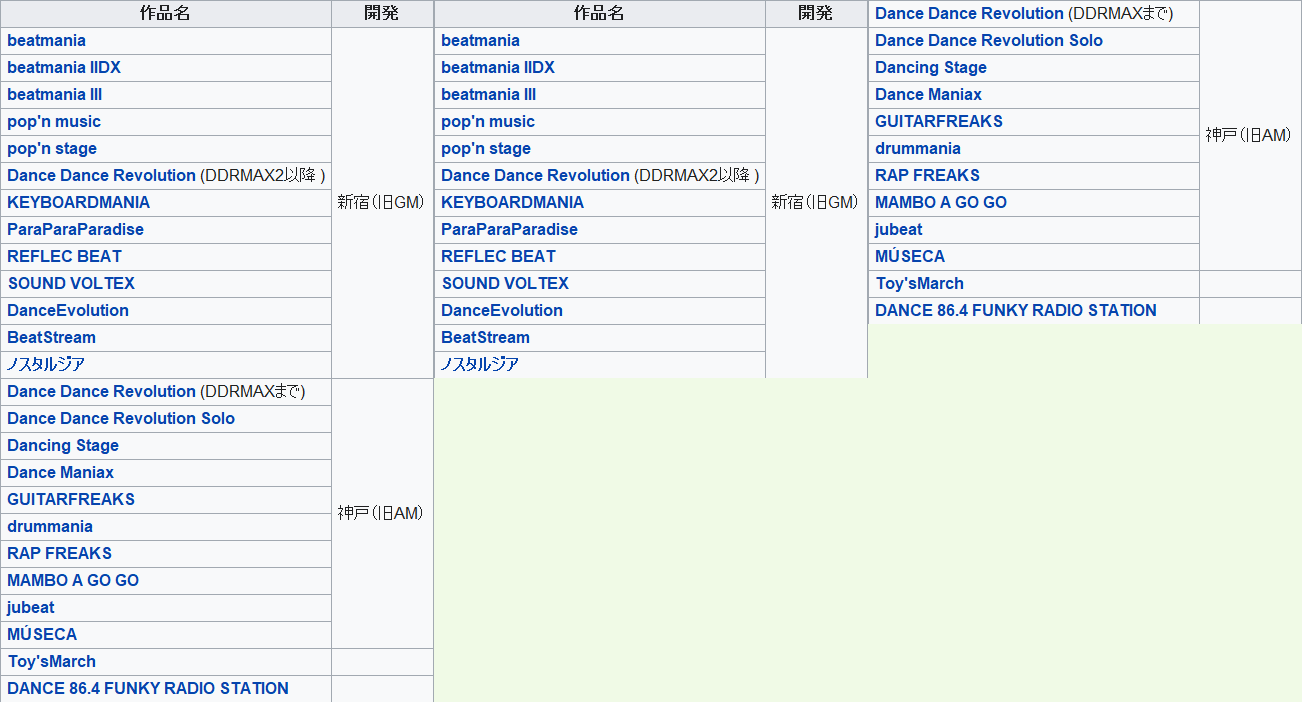 作品名 開発
beatmania
beatmania IIDX
beatmania III
pop'n music
pop'n stage
Dance Dance Revolution (DDRMAX2以降 )
KEYBOARDMANIA
新宿(旧GM)
ParaParaParadise
REFLEC BEAT
SOUND VOLTEX
DanceEvolution
BeatStream
ノスタルジア
Dance Dance Revolution (DDRMAXまで)
Dance Dance Revolution Solo
Dancing Stage
Dance Maniax
GUITARFREAKS
神戸(旧AM)
drummania
RAP FREAKS
MAMBO A GO GO
jubeat
MÚSECA
Toy'sMarch
DANCE 86.4 FUNKY RADIO STATION
作品名 開発
beatmania
beatmania IIDX
beatmania III
pop'n music
pop'n stage
Dance Dance Revolution (DDRMAX2以降 )
KEYBOARDMANIA
新宿(旧GM)
ParaParaParadise
REFLEC BEAT
SOUND VOLTEX
DanceEvolution
BeatStream
ノスタルジア
Dance Dance Revolution (DDRMAXまで)
Dance Dance Revolution Solo
Dancing Stage
Dance Maniax
GUITARFREAKS
神戸(旧AM)
drummania
RAP FREAKS
MAMBO A GO GO
jubeat
MÚSECA
Toy'sMarch
DANCE 86.4 FUNKY RADIO STATION